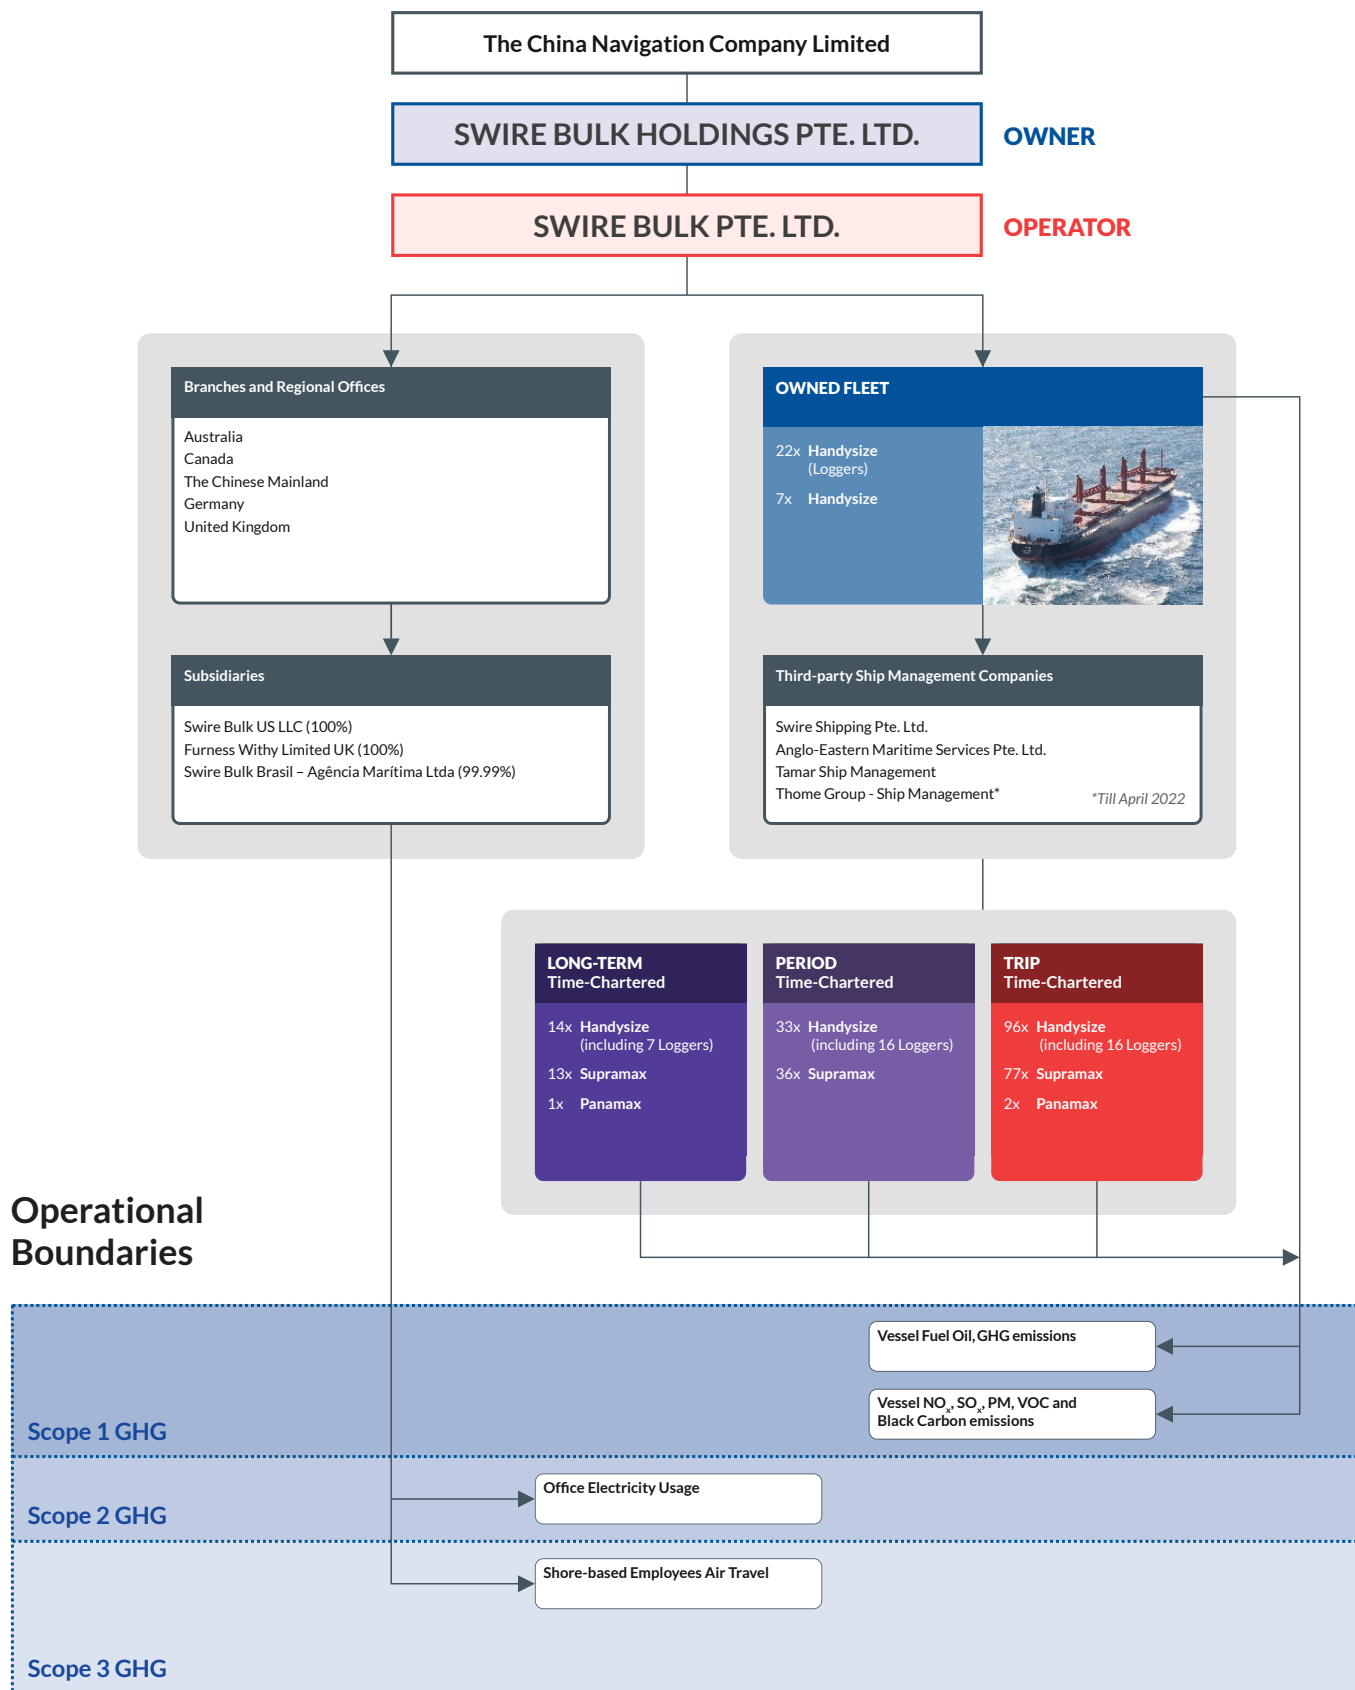 The China Navigation Company Limited
SWIRE BULK HOLDINGS PTE. LTD.
OWNER
SWIRE BULK PTE. LTD.
OPERATOR
Branches and Regional Offices
Australia
Canada
The Chinese Mainland
Germany
United Kingdom
Subsidiaries
Swire Bulk US LLC (100%)
Furness Withy Limited UK (100%)
Swire Bulk Brasil – Agência Marítima Ltda (99.99%)
OWNED FLEET
22x Handysize
(Loggers)
7x Handysize
Third-party Ship Management Companies
Swire Shipping Pte. Ltd.
Anglo-Eastern Maritime Services Pte. Ltd.
Tamar Ship Management
Thome Group - Ship Management*
*Till April 2022
LONG-TERM
Time-Chartered
14x Handysize
(including 7 Loggers)
13x Supramax
1x Panamax
PERIOD
Time-Chartered
33x Handysize
(including 16 Loggers)
36x Supramax
TRIP
Time-Chartered
96x Handysize
(including 16 Loggers)
77x Supramax
2x Panamax
Operational
Boundaries
Vessel Fuel Oil, GHG emissions
Vessel NOx, SOx, PM, VOC and
Black Carbon emissions
Scope 1 GHG
Office Electricity Usage
Scope 2 GHG
Shore-based Employees Air Travel
Scope 3 GHG